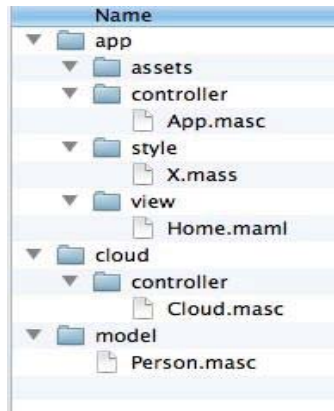 Name
app
assets
controller
App.masc
style
X.mass
view
Home.maml
cloud
controller
Cloud.masc
model
Person.masc